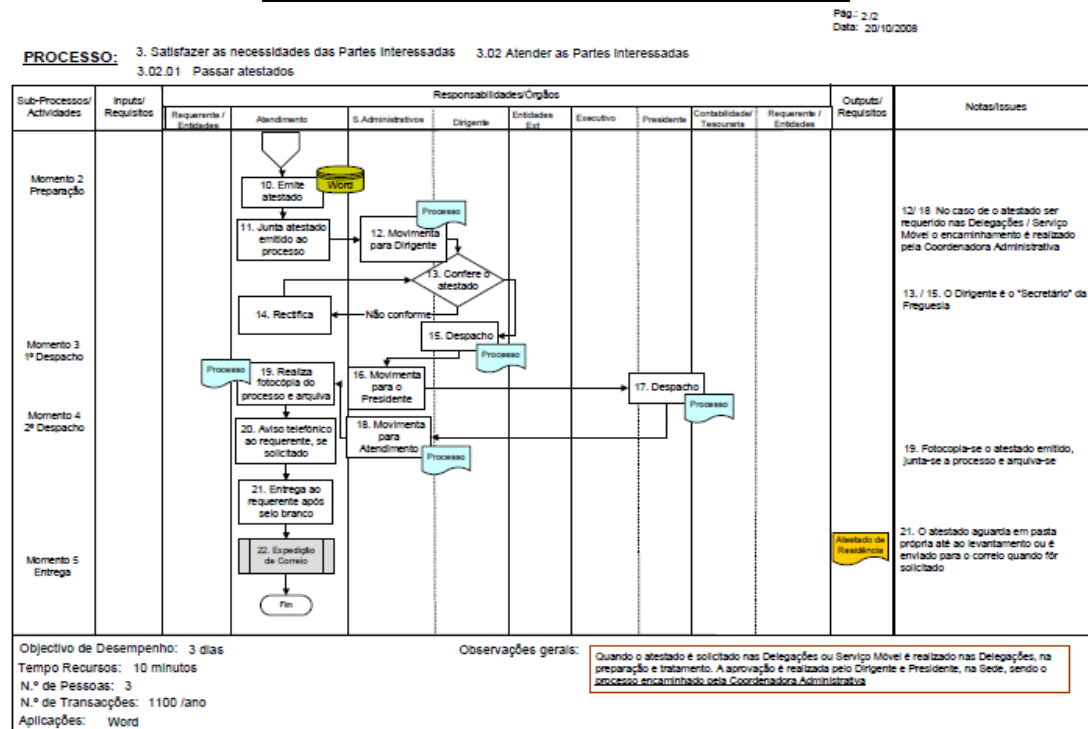 Pág.: 2/2
Data: 20/10/2008
PROCESSO: 3. Satisfazer as necessidades das Partes Interessadas 3.02 Atender as Partes Interessadas
3.02.01 Passar atestados
Sub-Processos/
Actividades
Inputs/
Requisitos
Responsabilidades/Órgãos
Requerente /
Entidades
Atendimento
S.Administrativos
Dirigente
Entidades
Ext
Executivo
Presidente
Contabilidade/
Tesouraria
Requerente /
Entidades
Outputs/
Requisitos
Notas/Issues
Momento 2
Preparação
10. Emite
atestado
Word
11. Junta atestado
emitido ao
processo
Processo
12. Movimenta
para Dirigente
12/ 18 No caso de o atestado ser
requerido nas Delegações / Serviço
Móvel o encaminhamento é realizado
pela Coordenadora Administrativa
13. Confere o
atestado
13. / 15. O Dirigente é o "Secretário" da
Freguesia
14. Rectifica
Não conforme
15. Despacho
Processo
Momento 3
1º Despacho
Processo
19. Realiza
fotocópia do
processo e arquiva
16. Movimenta
para o
Presidente
17. Despacho
Processo
Momento 4
2º Despacho
20. Aviso telefónico
ao requerente, se
solicitado
18. Movimenta
para
Atendimento
Processo
19. Fotocopia-se o atestado emitido,
junta-se a processo e arquiva-se
21. Entrega ao
requerente após
selo branco
Momento 5
Entrega
22. Expedição
de Correio
Atestado de
Residência
21. O atestado aguarda em pasta
própria até ao levantamento ou é
enviado para o correio quando fôr
solicitado
Fim
Objectivo de Desempenho: 3 dias
Tempo Recursos: 10 minutos
N.º de Pessoas: 3
N.º de Transacções: 1100 /ano
Aplicações: Word
Observações gerais:
Quando o atestado é solicitado nas Delegações ou Serviço Móvel é realizado nas Delegações, na
preparação e tratamento. A aprovação é realizada pelo Dirigente e Presidente, na Sede, sendo o
processo encaminhado pela Coordenadora Administrativa